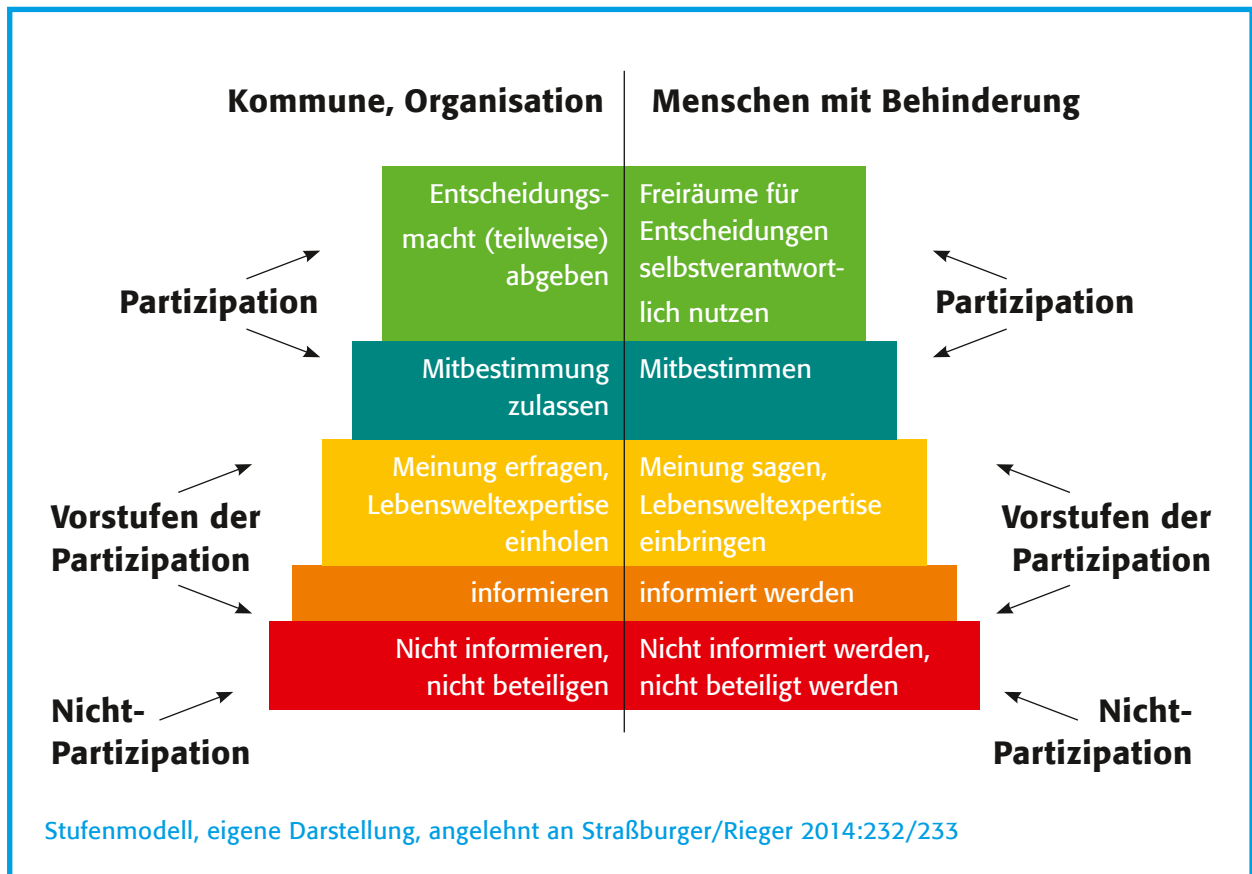 Kommune, Organisation
Menschen mit Behinderung
Entscheidungs-
macht (teilweise)
abgeben
Freiräume für
Entscheidungen
selbstverantwort-
lich nutzen
Partizipation
Partizipation
Mitbestimmung
zulassen
Mitbestimmen
Meinung erfragen,
Lebensweltexpertise
einholen
Meinung sagen,
Lebensweltexpertise
einbringen
Vorstufen der
Partizipation
Vorstufen der
Partizipation
informieren
informiert werden
Nicht informieren,
nicht beteiligen
Nicht informiert werden,
nicht beteiligt werden
Nicht-
Partizipation
Nicht-
Partizipation
Stufenmodell, eigene Darstellung, angelehnt an Straßburger/Rieger 2014:232/233